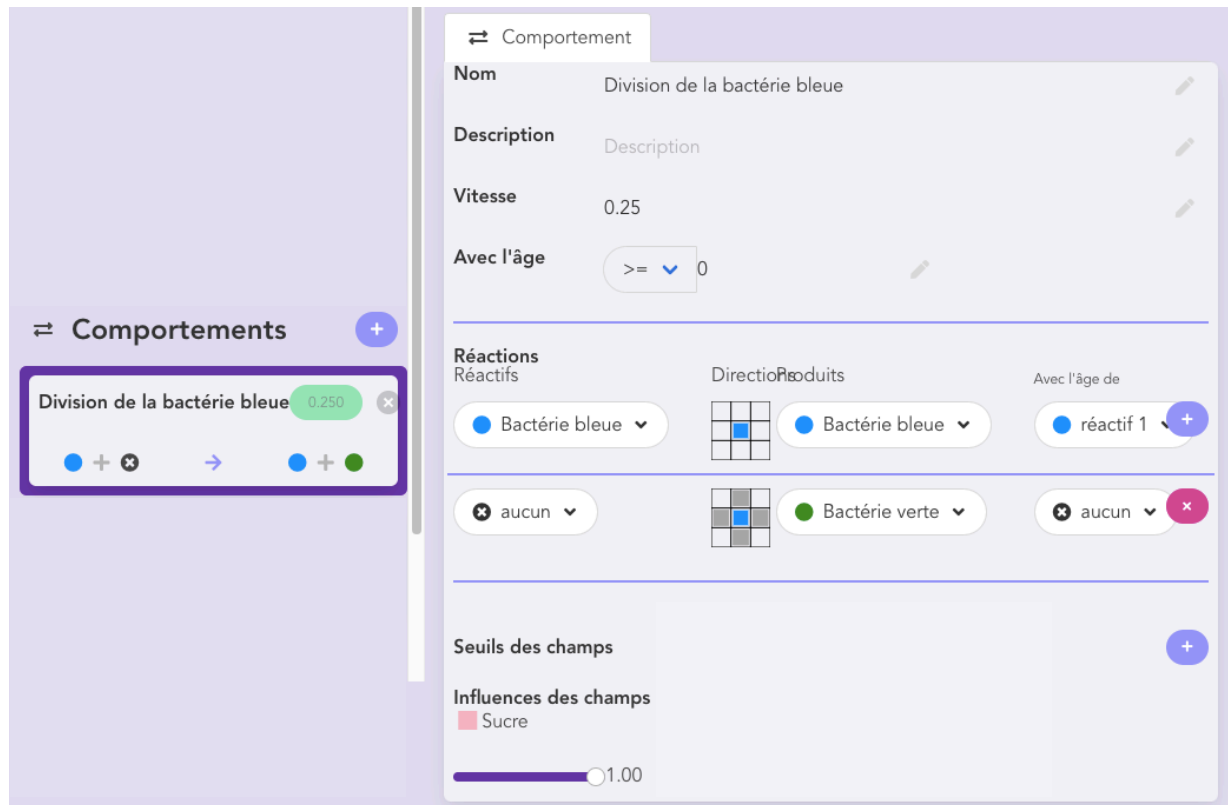 Comportement
Nom
Division de la bactérie bleue
Description
Description
Vitesse
0.25
Avec l'âge
>= 0
Comportements +
Division de la bactérie bleue 0.250
Réactions
Réactifs Directions Produits Avec l'âge de
Bactérie bleue Bactérie bleue réactif 1 +
aucun Bactérie verte aucun ×
Seuils des champs +
Influences des champs
Sucre
1.00